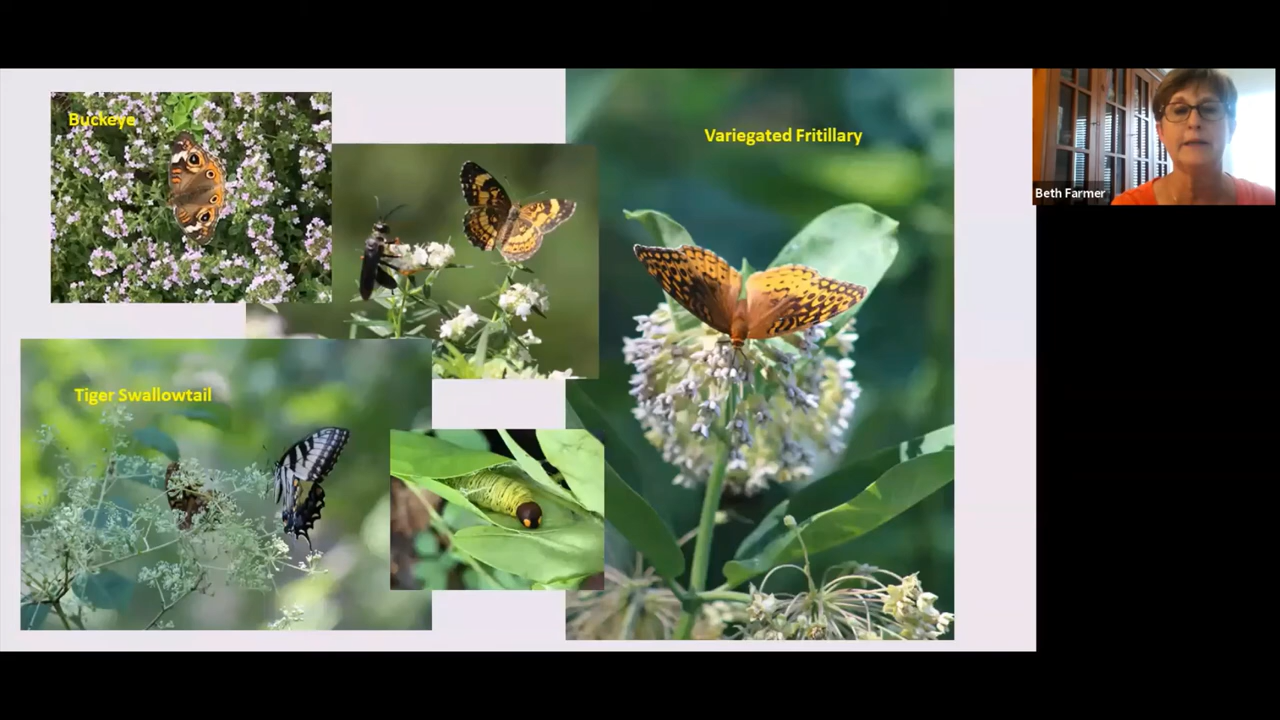 Buckeye
Variegated Fritillary
Tiger Swallowtail
Beth Farmer